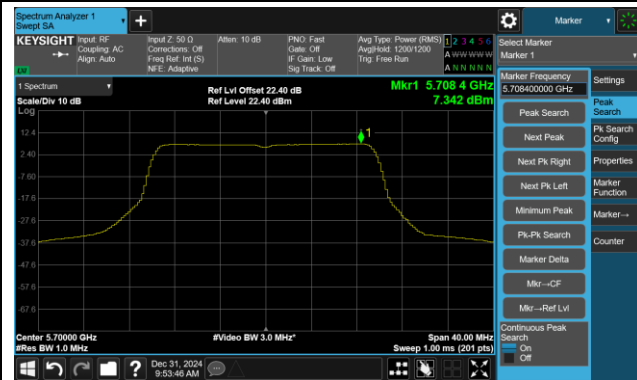 Spectrum Analyzer 1
Swept SA
Marker
KEYSIGHT
Input: RF
Coupling: AC
Align: Auto
Input Z: 50 Ω
Corrections: Off
Freq Ref: Int (S)
NFE: Adaptive
Atten: 10 dB
PNO: Fast
Gate: Off
IF Gain: Low
Sig Track: Off
Avg Type: Power (RMS)
Avg|Hold: 1200/1200
Trig: Free Run
1 2 3 4 5 6
A W W W W W
A N N N N N
LXI
Select Marker
Marker 1
1 Spectrum
Scale/Div 10 dB
Log
Ref Lvl Offset 22.40 dB
Ref Level 22.40 dBm
Mkr1 5.708 4 GHz
7.342 dBm
1
12.4
2.40
-7.60
-17.6
-27.6
-37.6
-47.6
-57.6
-67.6
Center 5.70000 GHz
#Res BW 1.0 MHz
#Video BW 3.0 MHz*
Span 40.00 MHz
Sweep 1.00 ms (201 pts)
Marker Frequency
5.708400000 GHz
Peak Search
Next Peak
Next Pk Right
Next Pk Left
Minimum Peak
Pk-Pk Search
Marker Delta
Mkr→CF
Mkr→Ref Lvl
Continuous Peak
Search
On
Off
Settings
Peak
Search
Pk Search
Config
Properties
Marker
Function
Marker→
Counter
Dec 31, 2024
9:53:46 AM